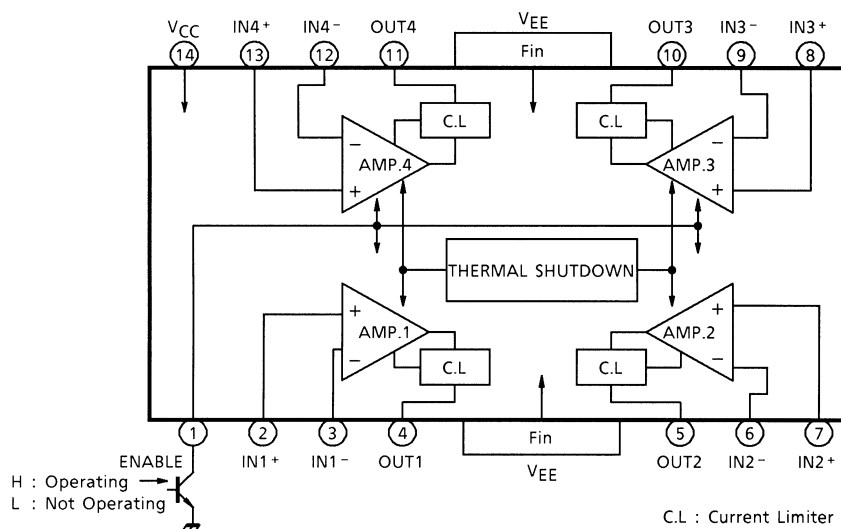 VCC IN4+ IN4− OUT4 VEE OUT3 IN3− IN3+
14 13 12 11 Fin 10 9 8
C.L C.L
− AMP.4 + − AMP.3 +
THERMAL SHUTDOWN
+ AMP.1 − + AMP.2 −
C.L C.L
1 2 3 4 Fin 5 6 7
ENABLE IN1+ IN1− OUT1 VEE OUT2 IN2− IN2+
H : Operating
L : Not Operating
C.L : Current Limiter